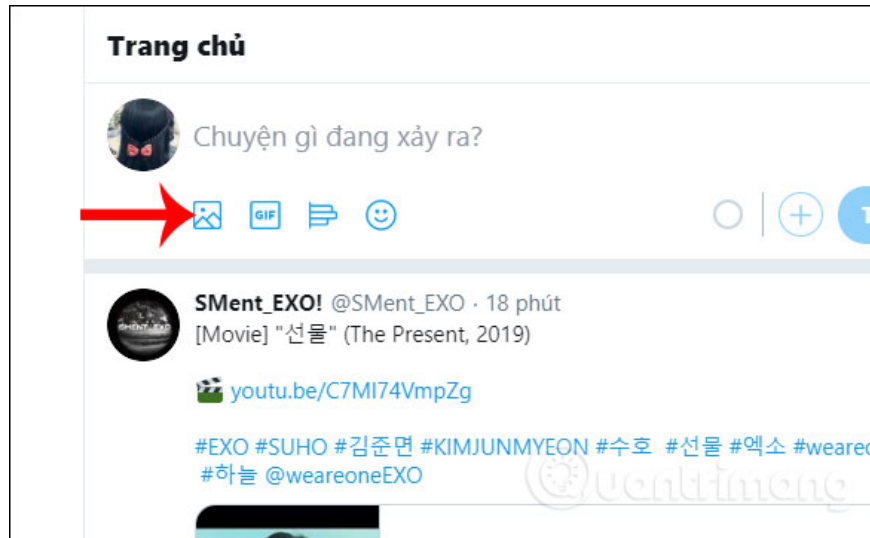 Trang chủ
Chuyện gì đang xảy ra?
GIF
T
SMent_EXO! @SMent_EXO · 18 phút
[Movie] "선물" (The Present, 2019)
youtu.be/C7MI74VmpZg
#EXO #SUHO #김준면 #KIMJUNMYEON #수호 #선물 #엑소 #weareo
#하늘 @weareoneEXO
Quantrimang